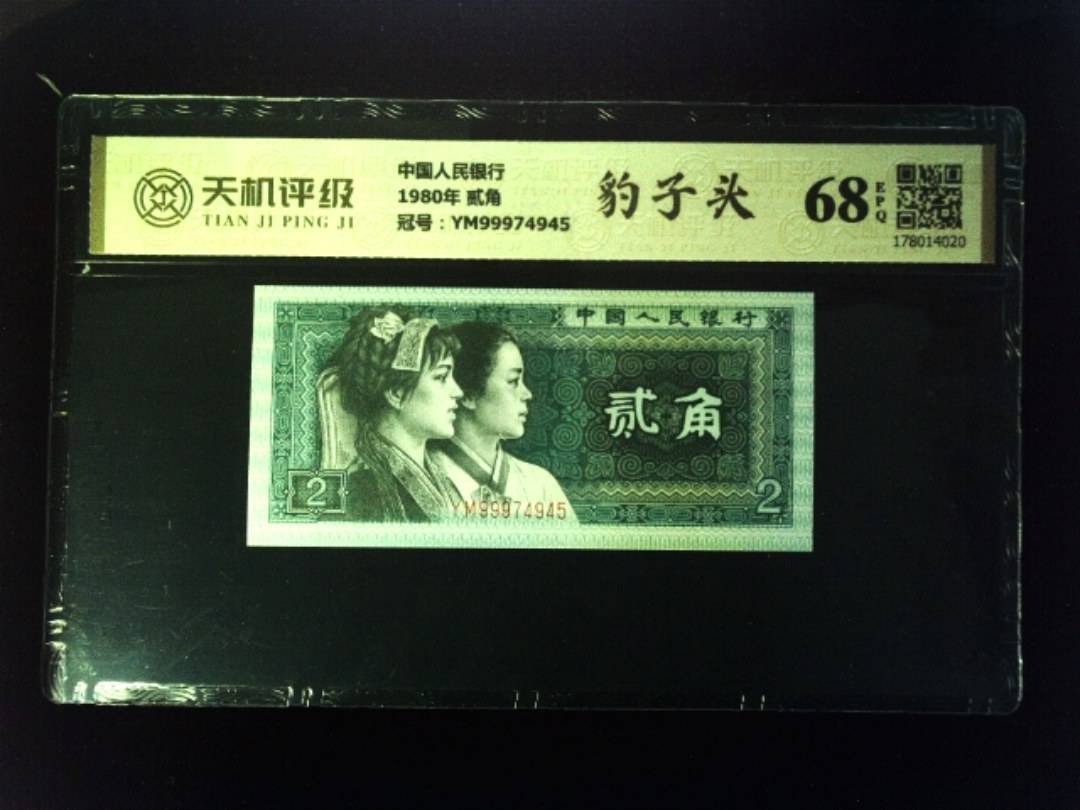 天机评级
TIAN JI PING JI
中国人民银行
1980年 贰角
冠号：YM99974945
豹子头
68
EPQ
178014020
中国人民银行
贰角
2
YM99974945
2